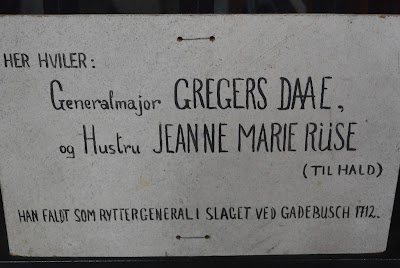 HER HVILER:
Generalmajor GREGERS DAAE,
og Hustru JEANNE MARIE RÜSE
(TIL HALD)
HAN FALDT SOM RYTTERGENERAL I SLAGET VED GADEBUSCH 1712.